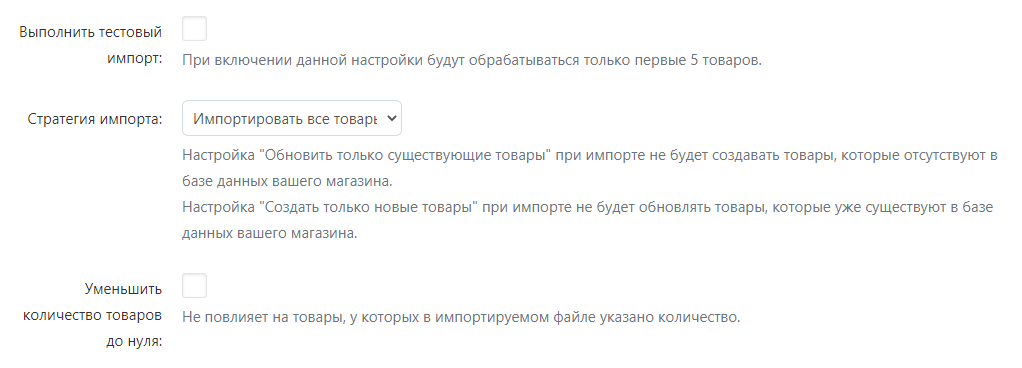 Выполнить тестовый
импорт:
При включении данной настройки будут обрабатываться только первые 5 товаров.
Стратегия импорта:
Импортировать все товары
Настройка "Обновить только существующие товары" при импорте не будет создавать товары, которые отсутствуют в
базе данных вашего магазина.
Настройка "Создать только новые товары" при импорте не будет обновлять товары, которые уже существуют в базе
данных вашего магазина.
Уменьшить
количество товаров
до нуля:
Не повлияет на товары, у которых в импортируемом файле указано количество.